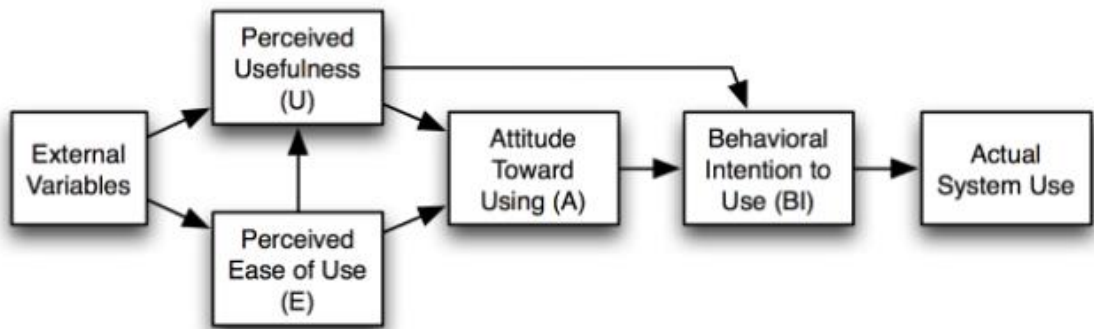 External
Variables
Perceived
Usefulness
(U)
Perceived
Ease of Use
(E)
Attitude
Toward
Using (A)
Behavioral
Intention to
Use (BI)
Actual
System Use